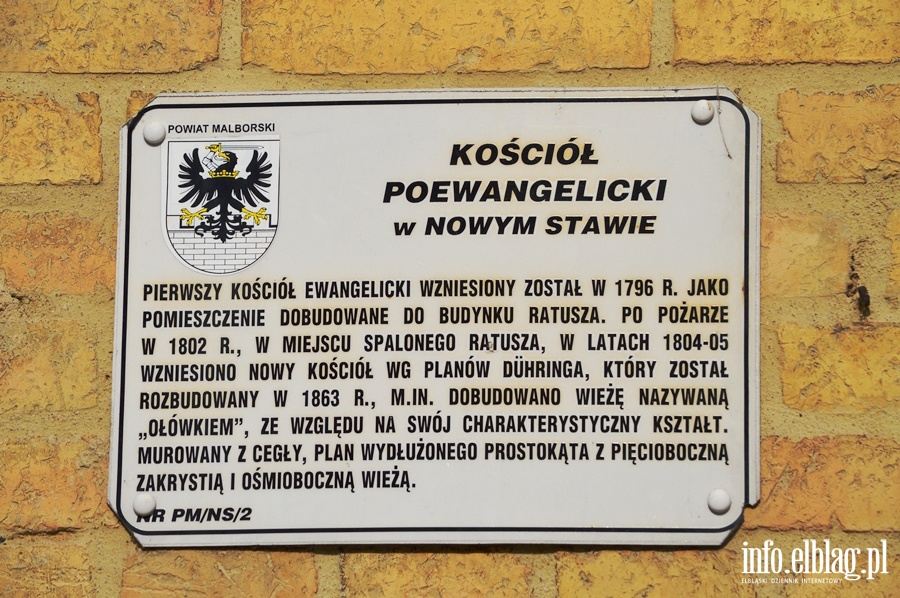 POWIAT MALBORSKI
KOŚCIÓŁ
POEWANGELICKI
w NOWYM STAWIE
PIERWSZY KOŚCIÓŁ EWANGELICKI WZNIESIONY ZOSTAŁ W 1796 R. JAKO
POMIESZCZENIE DOBUDOWANE DO BUDYNKU RATUSZA. PO POŻARZE
W 1802 R., W MIEJSCU SPALONEGO RATUSZA, W LATACH 1804-05
WZNIESIONO NOWY KOŚCIÓŁ WG PLANÓW DÜHRINGA, KTÓRY ZOSTAŁ
ROZBUDOWANY W 1863 R., M.IN. DOBUDOWANO WIEŻĘ NAZYWANĄ
„OŁÓWKIEM”, ZE WZGLĘDU NA SWÓJ CHARAKTERYSTYCZNY KSZTAŁT.
MUROWANY Z CEGŁY, PLAN WYDŁUŻONEGO PROSTOKĄTA Z PIĘCIOBOCZNĄ
ZAKRYSTIĄ I OŚMIOBOCZNĄ WIEŻĄ.
NR PM/NS/2
info.elblag.pl
ELBLĄSKI DZIENNIK INTERNETOWY